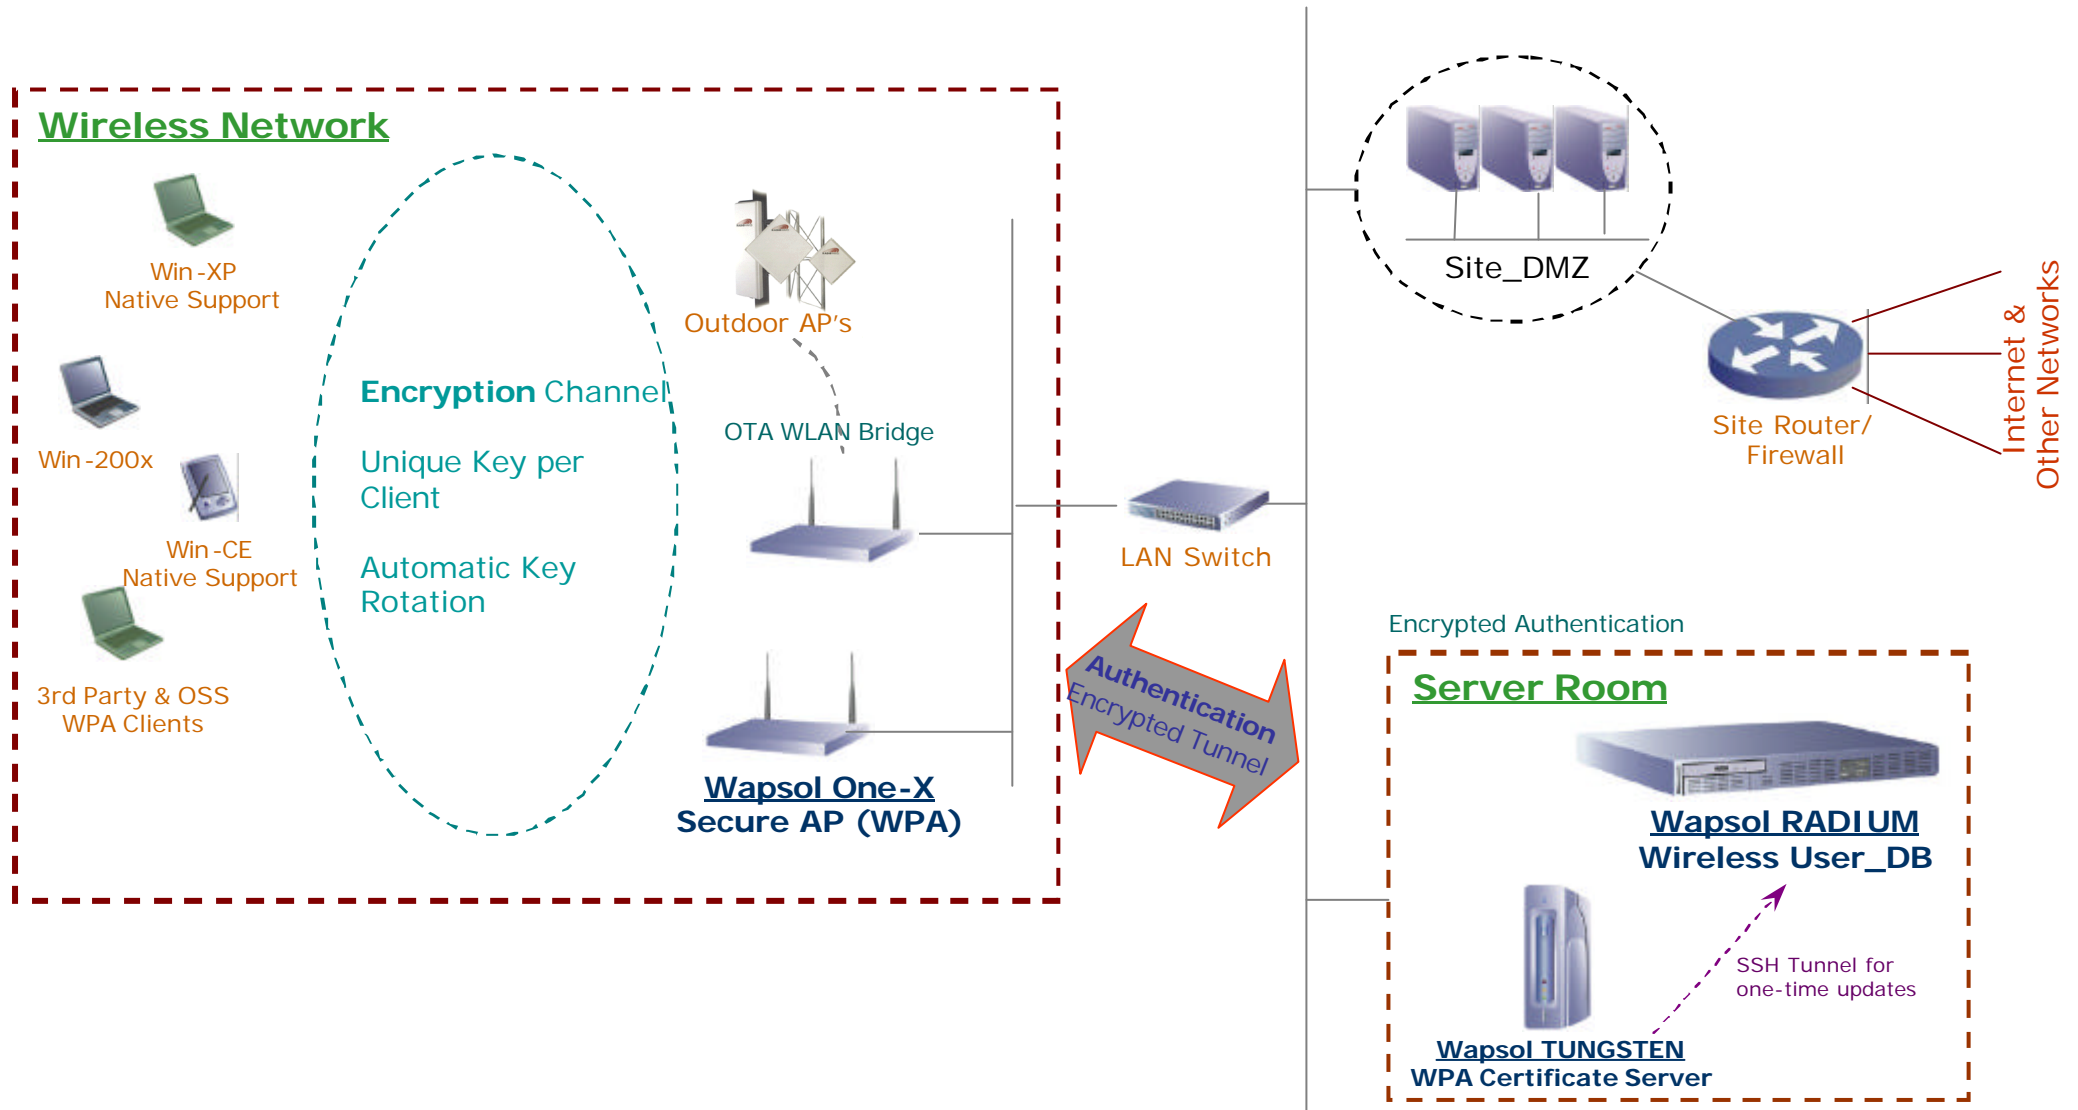 Wireless Network
Win-XP
Native Support
Win-200x
Win-CE
Native Support
3rd Party & OSS
WPA Clients
Encryption Channel
Unique Key per
Client
Automatic Key
Rotation
Outdoor AP's
OTA WLAN Bridge
Wapsol One-X
Secure AP (WPA)
LAN Switch
Authentication
Encrypted Tunnel
Site_DMZ
Site Router/
Firewall
Internet &
Other Networks
Encrypted Authentication
Server Room
Wapsol RADIUM
Wireless User_DB
SSH Tunnel for
one-time updates
Wapsol TUNGSTEN
WPA Certificate Server